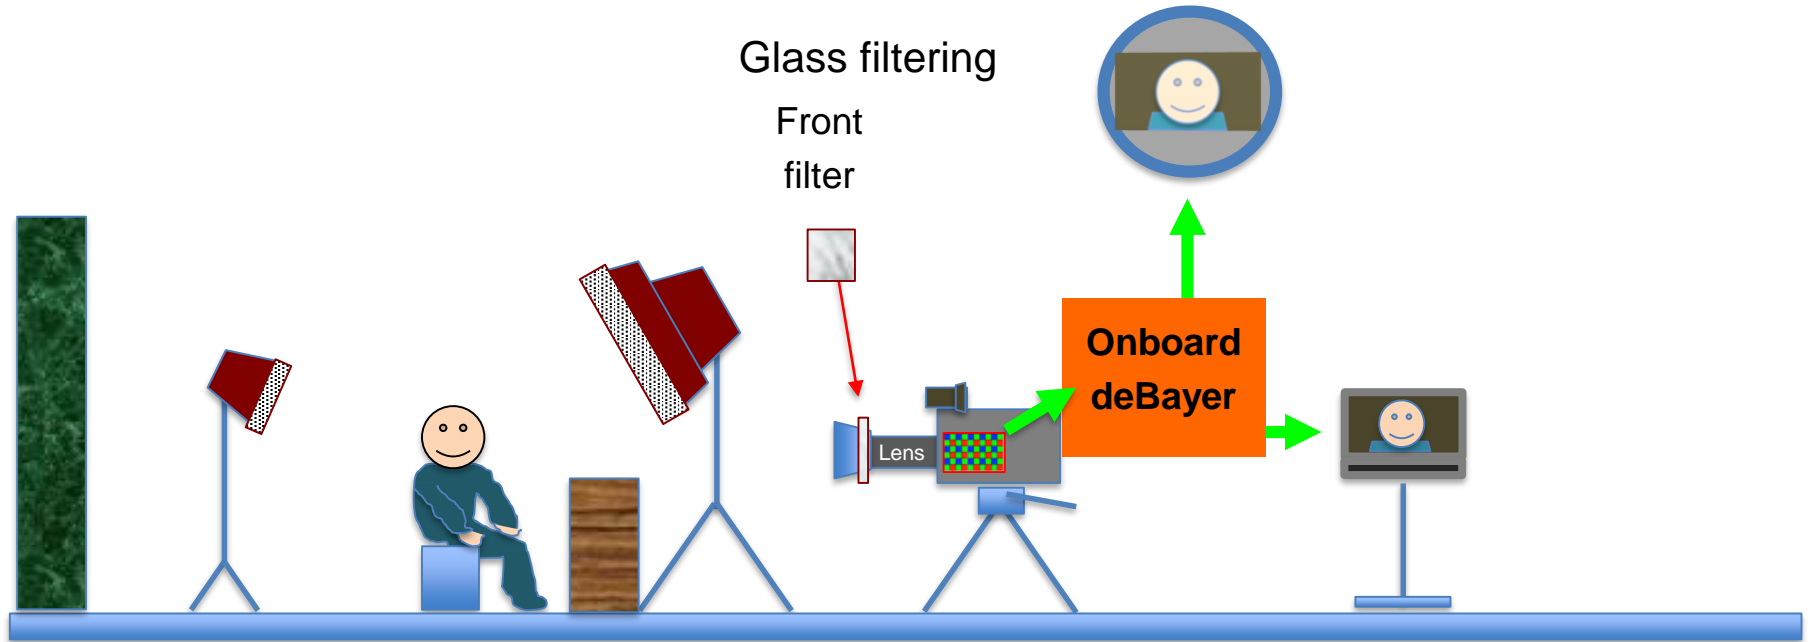 Glass filtering
Front
filter
Onboard
deBayer
Lens